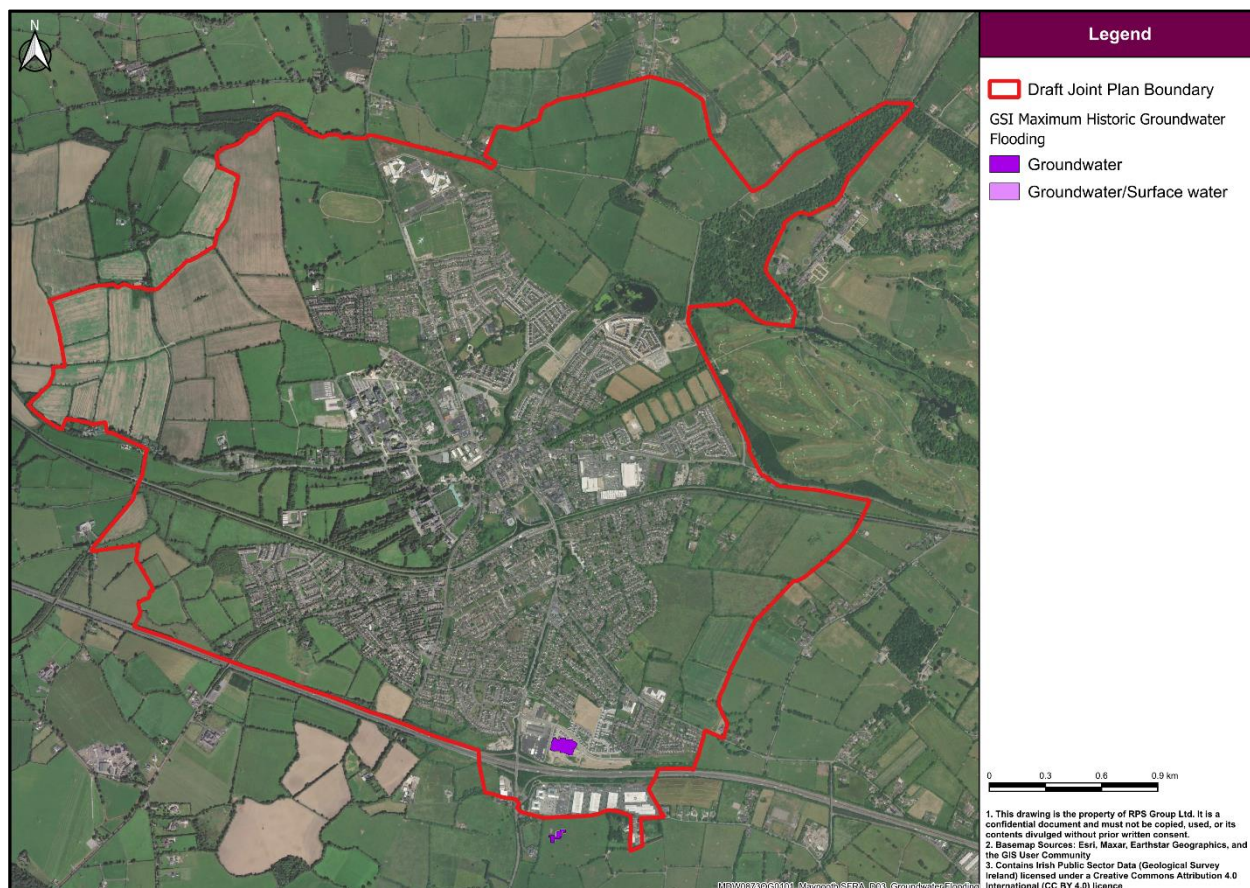 N
Legend
Draft Joint Plan Boundary
GSI Maximum Historic Groundwater
Flooding
Groundwater
Groundwater/Surface water
0 0.3 0.6 0.9 km
1. This drawing is the property of RPS Group Ltd. It is a
confidential document and must not be copied, used, or its
contents divulged without prior written consent.
2. Basemap Sources: Esri, Maxar, Earthstar Geographics, and
the GIS User Community
3. Contains Irish Public Sector Data (Geological Survey
Ireland) licensed under a Creative Commons Attribution 4.0
International (CC BY 4.0) licence